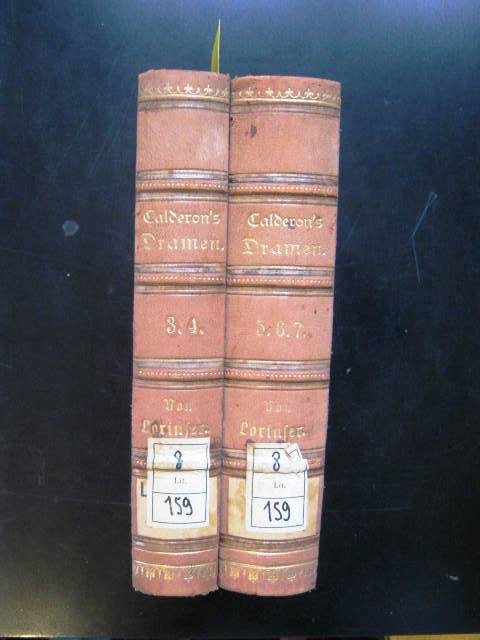 Calderon's
Dramen.
3. 4.
Von
Lorinser.
8
Lit.
159
L
Calderon's
Dramen.
5. 6. 7.
Von
Lorinser.
8
Lit.
159